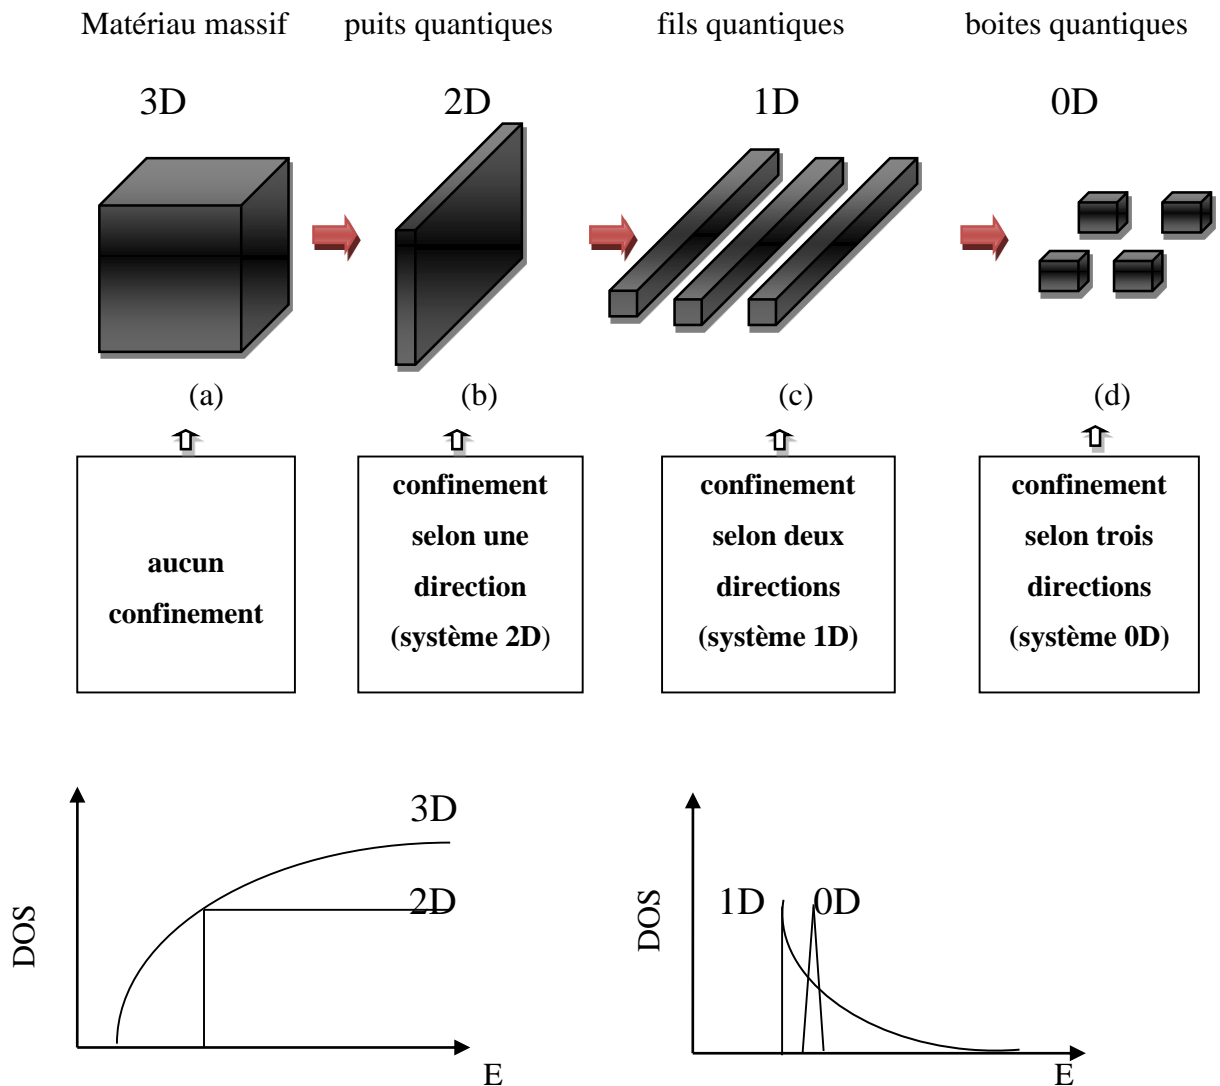 Matériau massif
puits quantiques
fils quantiques
boites quantiques
3D
2D
1D
0D
(a)
(b)
(c)
(d)
aucun
confinement
confinement
selon une
direction
(système 2D)
confinement
selon deux
directions
(système 1D)
confinement
selon trois
directions
(système 0D)
3D
2D
DOS
E
1D
0D
DOS
E